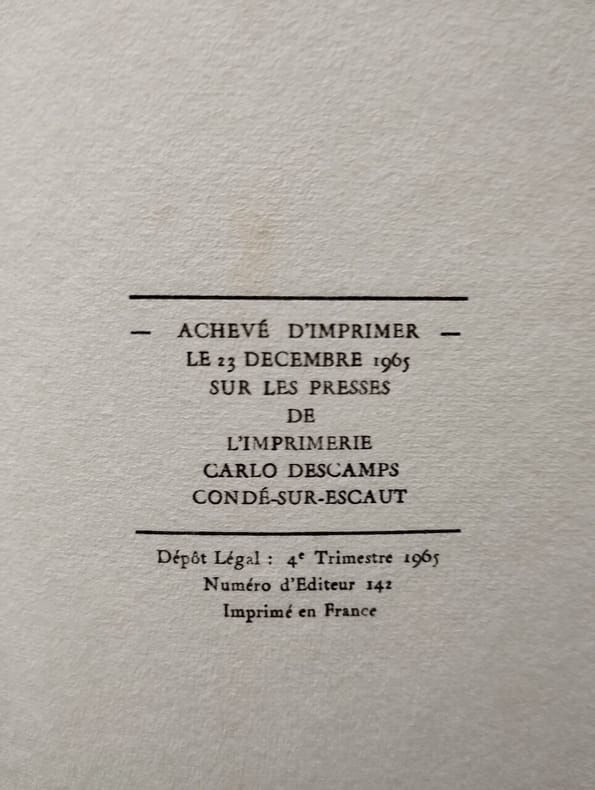 — ACHEVÉ D'IMPRIMER —
LE 23 DECEMBRE 1965
SUR LES PRESSES
DE
L'IMPRIMERIE
CARLO DESCAMPS
CONDÉ-SUR-ESCAUT
Dépôt Légal : 4e Trimestre 1965
Numéro d'Editeur 142
Imprimé en France